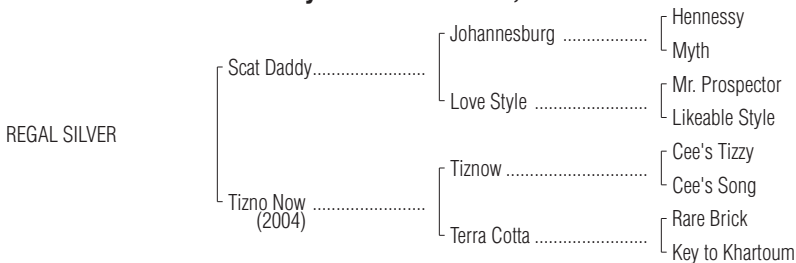 Hennessy
Johannesburg ..................
Myth
Scat Daddy........................
Mr. Prospector
Love Style ........................
Likeable Style
REGAL SILVER
Cee's Tizzy
Tiznow ..............................
Cee's Song
Tizno Now ........................
(2004)
Rare Brick
Terra Cotta ........................
Key to Khartoum